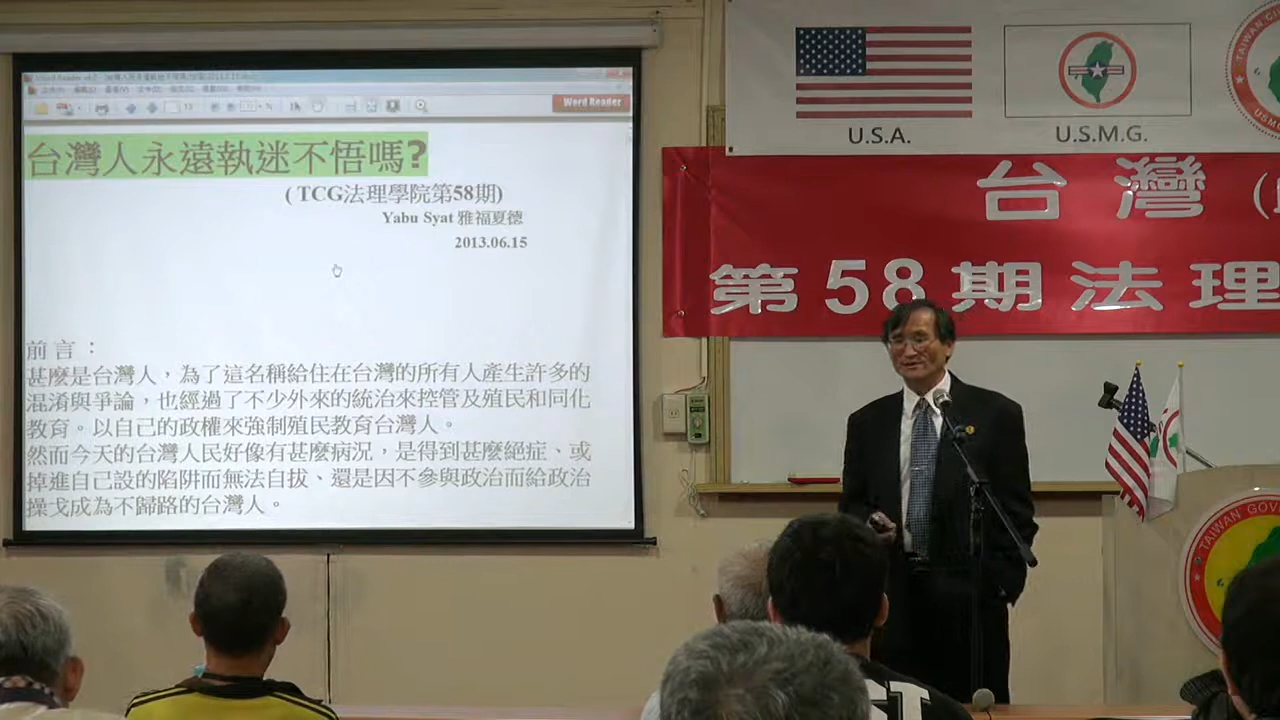 Word Reader
台灣人永遠執迷不悟嗎?
( TCG法理學院第58期)
Yabu Syat 雅福夏德
2013.06.15
前 言 ：
甚麼是台灣人，為了這名稱給住在台灣的所有人產生許多的
混淆與爭論，也經過了不少外來的統治來控管及殖民和同化
教育。以自己的政權來強制殖民教育台灣人。
然而今天的台灣人民好像有甚麼病況，是得到甚麼絕症、或
掉進自己設的陷阱而無法自拔、還是因不參與政治而給政治
操戈成為不歸路的台灣人。
U.S.A.
U.S.M.G.
台 灣 (
第 58 期 法 理
TAIWAN GOV